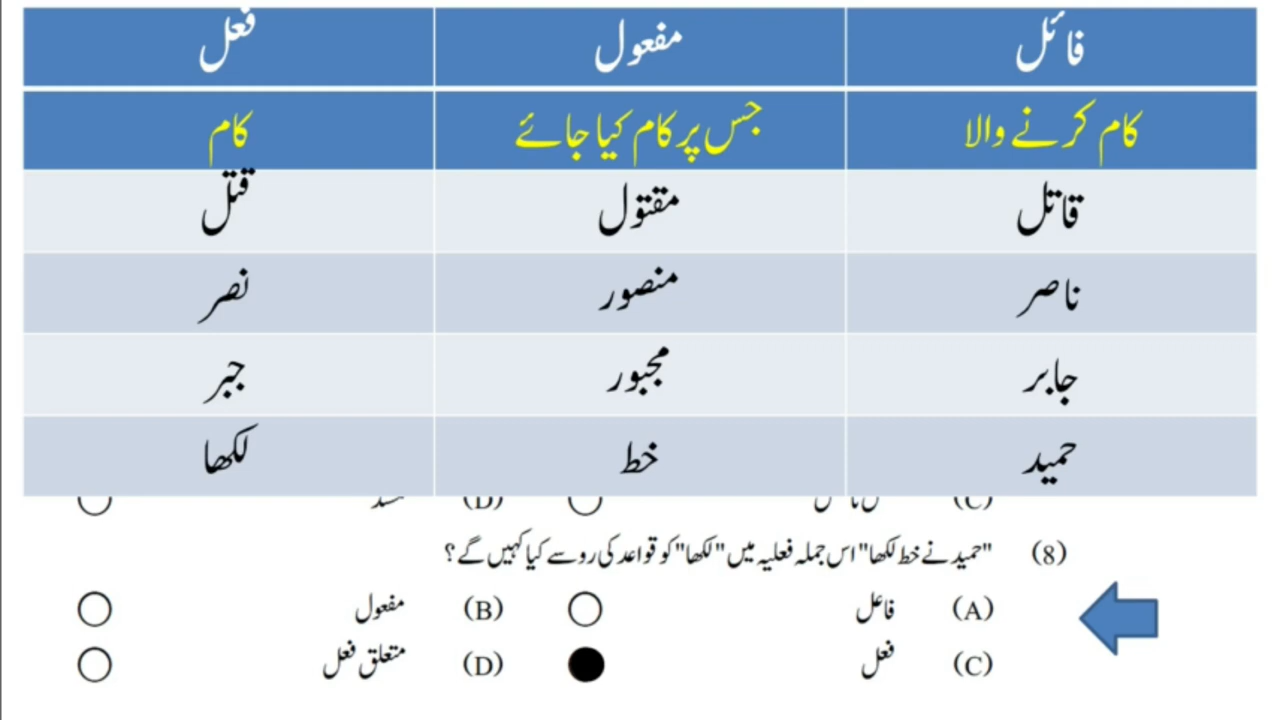 فائل مفعول فعل
کام کرنے والا جس پر کام کیا جائے کام
قاتل مقتول قتل
ناصر منصور نصر
جابر مجبور جبر
حمید خط لکھا
(C) (D)
(8) "حمید نے خط لکھا" اس جملہ فعلیہ میں "لکھا" کو قواعد کی روسے کیا کہیں گے؟
(A) فاعل (B) مفعول
(C) فعل (D) متعلق فعل